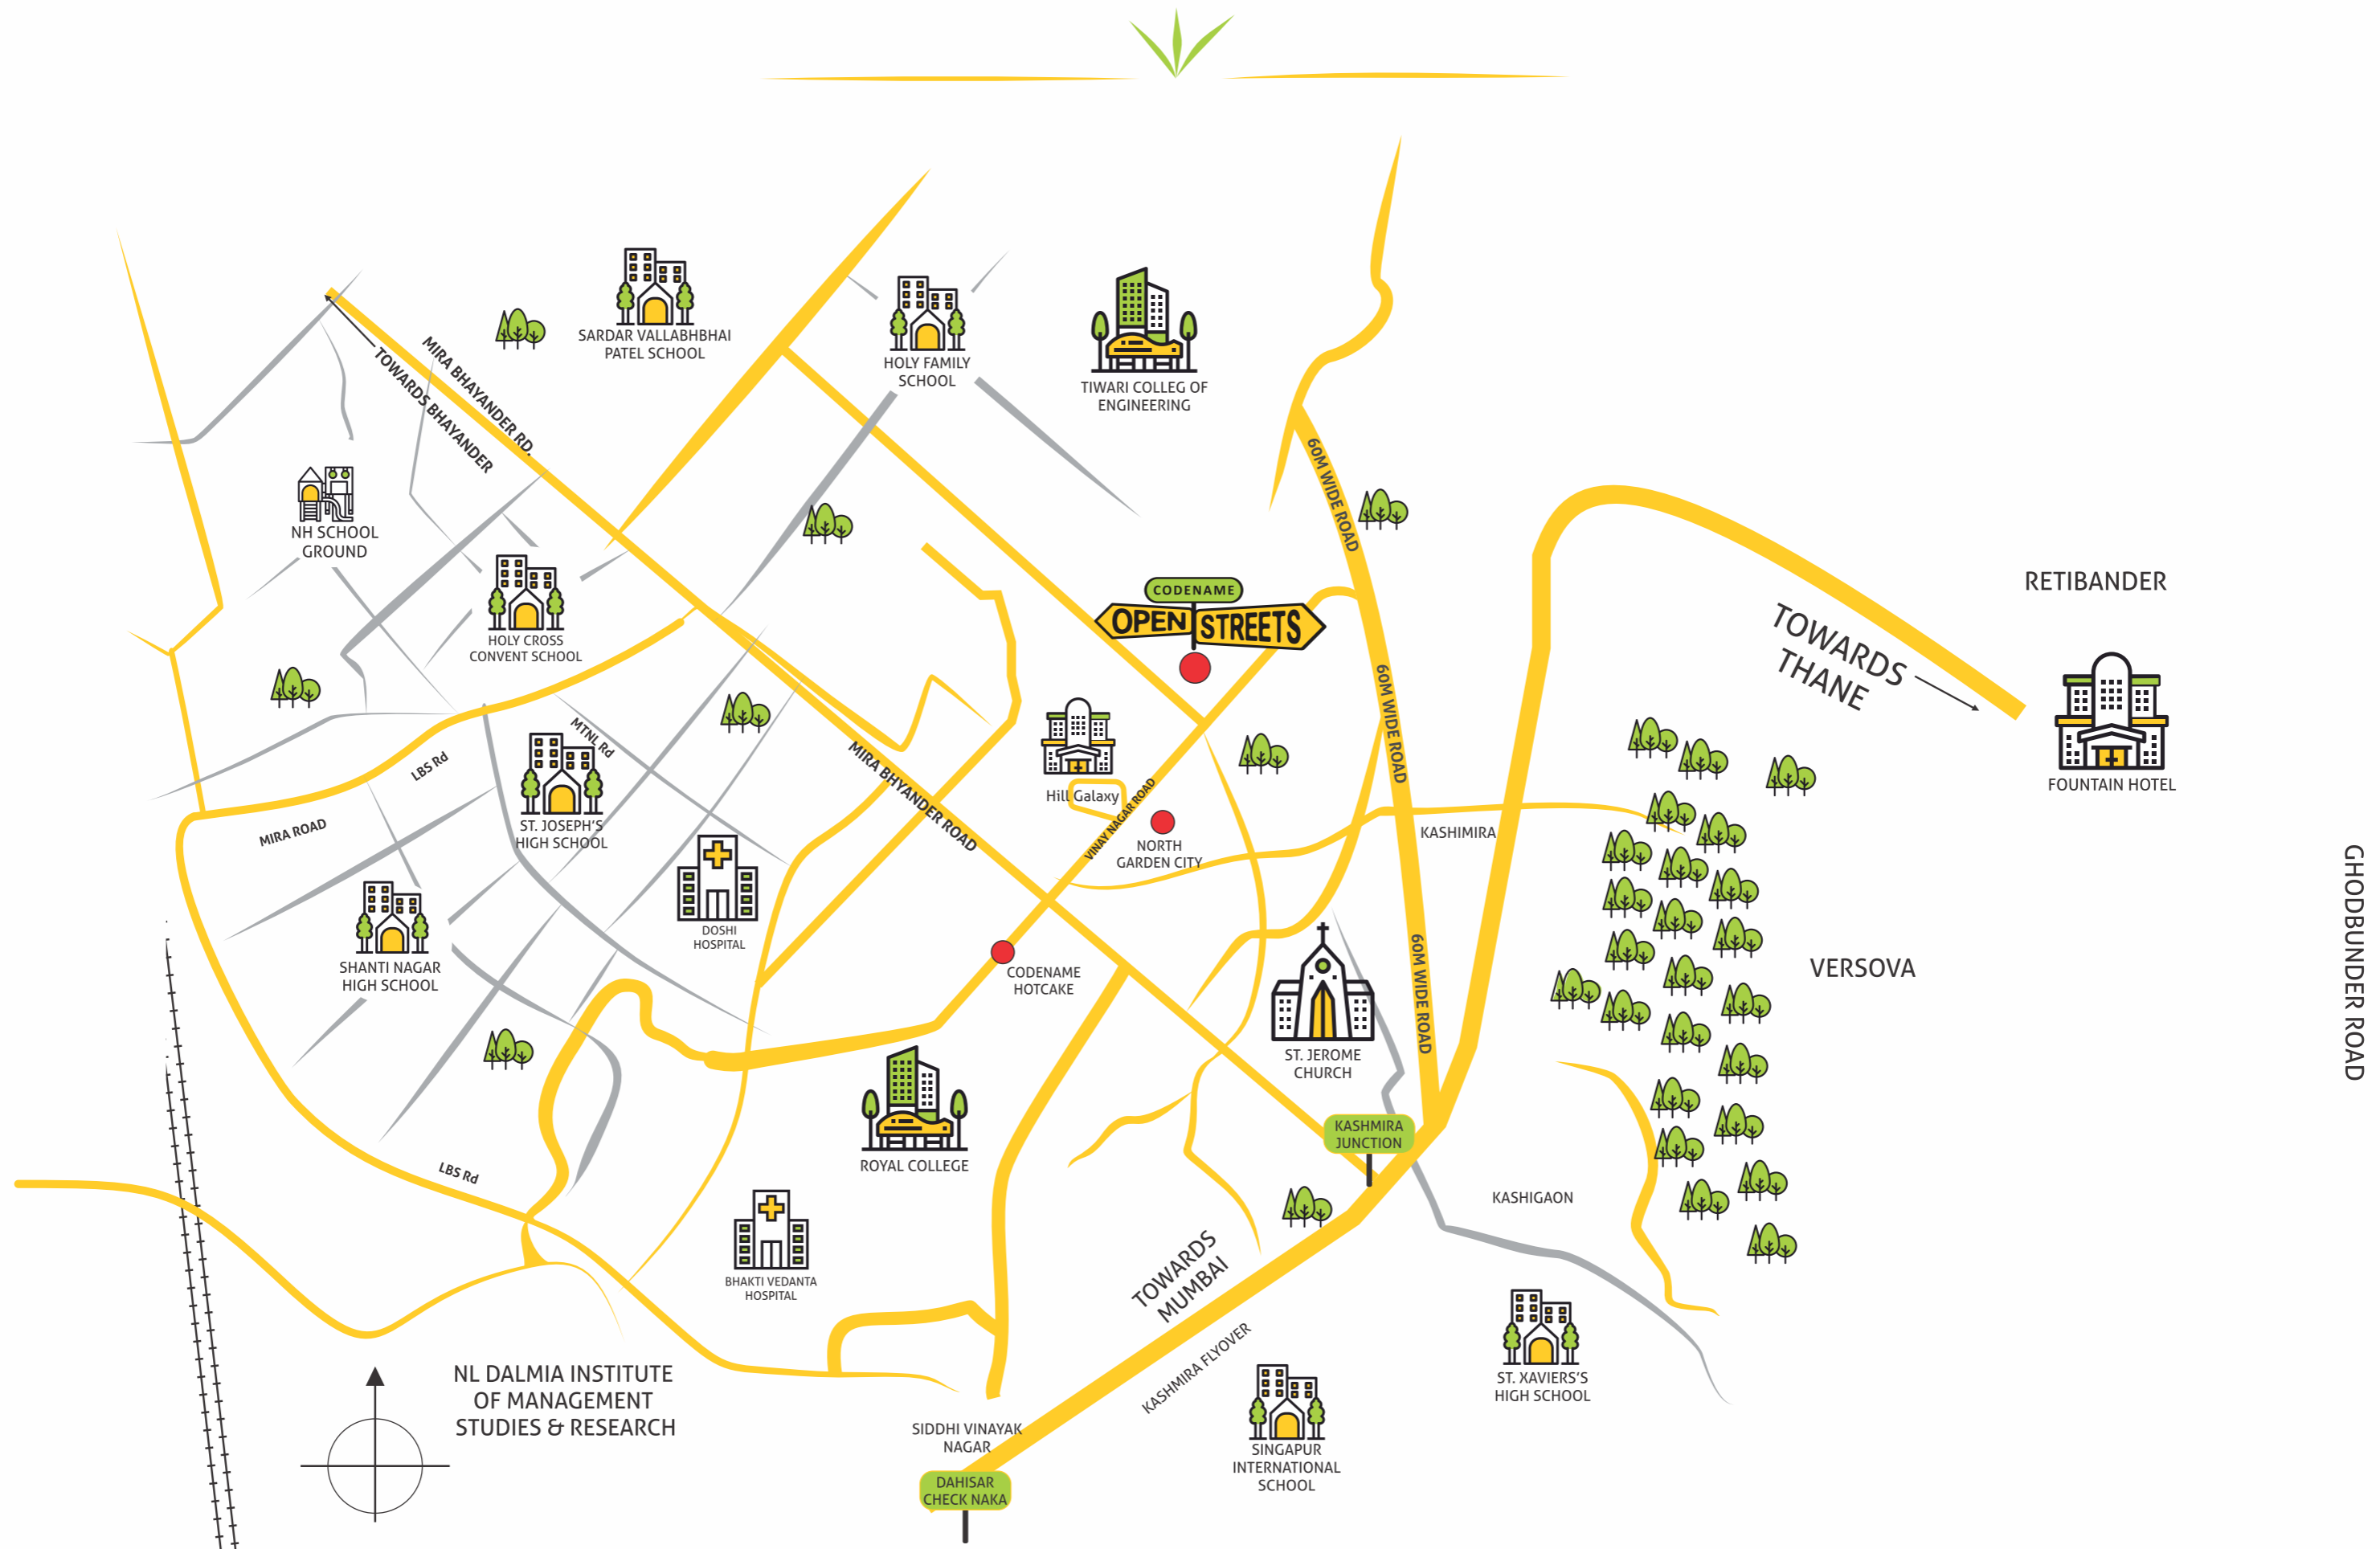 SARDAR VALLABHBHAI
PATEL SCHOOL
HOLY FAMILY
SCHOOL
TIWARI COLLEG OF
ENGINEERING
MIRA BHAYANDER RD.
TOWARDS BHAYANDER
60M WIDE ROAD
NH SCHOOL
GROUND
HOLY CROSS
CONVENT SCHOOL
CODENAME
OPEN STREETS
RETIBANDER
TOWARDS
THANE
FOUNTAIN HOTEL
60M WIDE ROAD
MTNL Rd
LBS Rd
MIRA ROAD
ST. JOSEPH'S
HIGH SCHOOL
MIRA BHYANDER ROAD
Hill Galaxy
VINAY NAGAR ROAD
NORTH
GARDEN CITY
KASHIMIRA
DOSHI
HOSPITAL
SHANTI NAGAR
HIGH SCHOOL
CODENAME
HOTCAKE
60M WIDE ROAD
VERSOVA
GHODBUNDER ROAD
ST. JEROME
CHURCH
KASHMIRA
JUNCTION
ROYAL COLLEGE
LBS Rd
KASHIGAON
BHAKTI VEDANTA
HOSPITAL
TOWARDS
MUMBAI
KASHMIRA FLYOVER
NL DALMIA INSTITUTE
OF MANAGEMENT
STUDIES & RESEARCH
ST. XAVIERS'S
HIGH SCHOOL
SIDDHI VINAYAK
NAGAR
DAHISAR
CHECK NAKA
SINGAPUR
INTERNATIONAL
SCHOOL